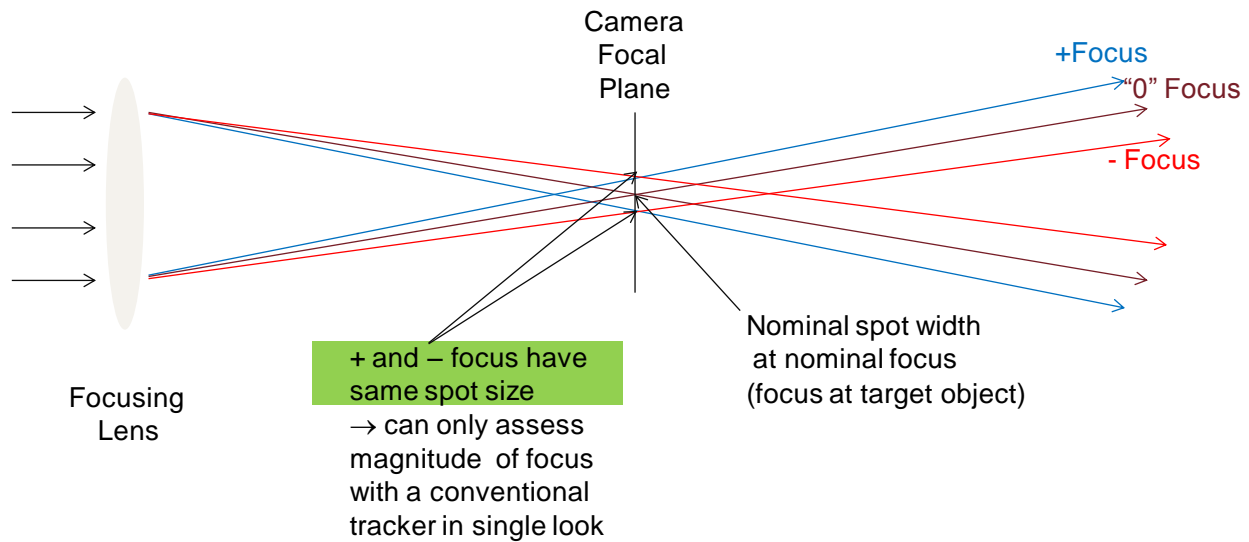 Camera
Focal
Plane
+Focus
“0” Focus
- Focus
Nominal spot width
at nominal focus
(focus at target object)
+ and – focus have
same spot size
→ can only assess
magnitude of focus
with a conventional
tracker in single look
Focusing
Lens